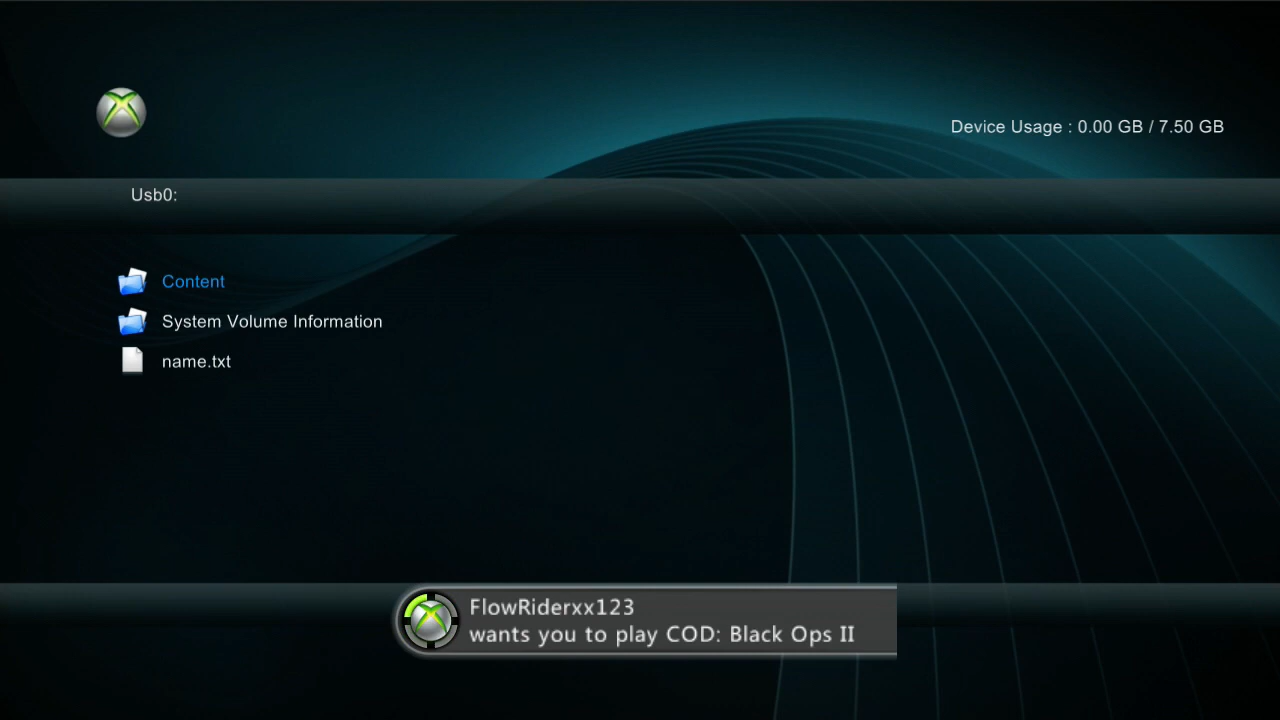 Device Usage : 0.00 GB / 7.50 GB
Usb0:
Content
System Volume Information
name.txt
FlowRiderxx123
wants you to play COD: Black Ops II